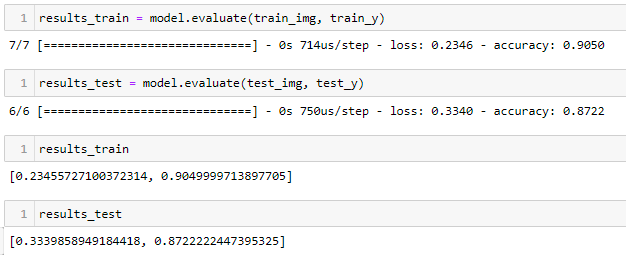 1 results_train = model.evaluate(train_img, train_y)
7/7 [==============================] - 0s 714us/step - loss: 0.2346 - accuracy: 0.9050
1 results_test = model.evaluate(test_img, test_y)
6/6 [==============================] - 0s 750us/step - loss: 0.3340 - accuracy: 0.8722
1 results_train
[0.23455727100372314, 0.9049999713897705]
1 results_test
[0.3339858949184418, 0.8722222447395325]